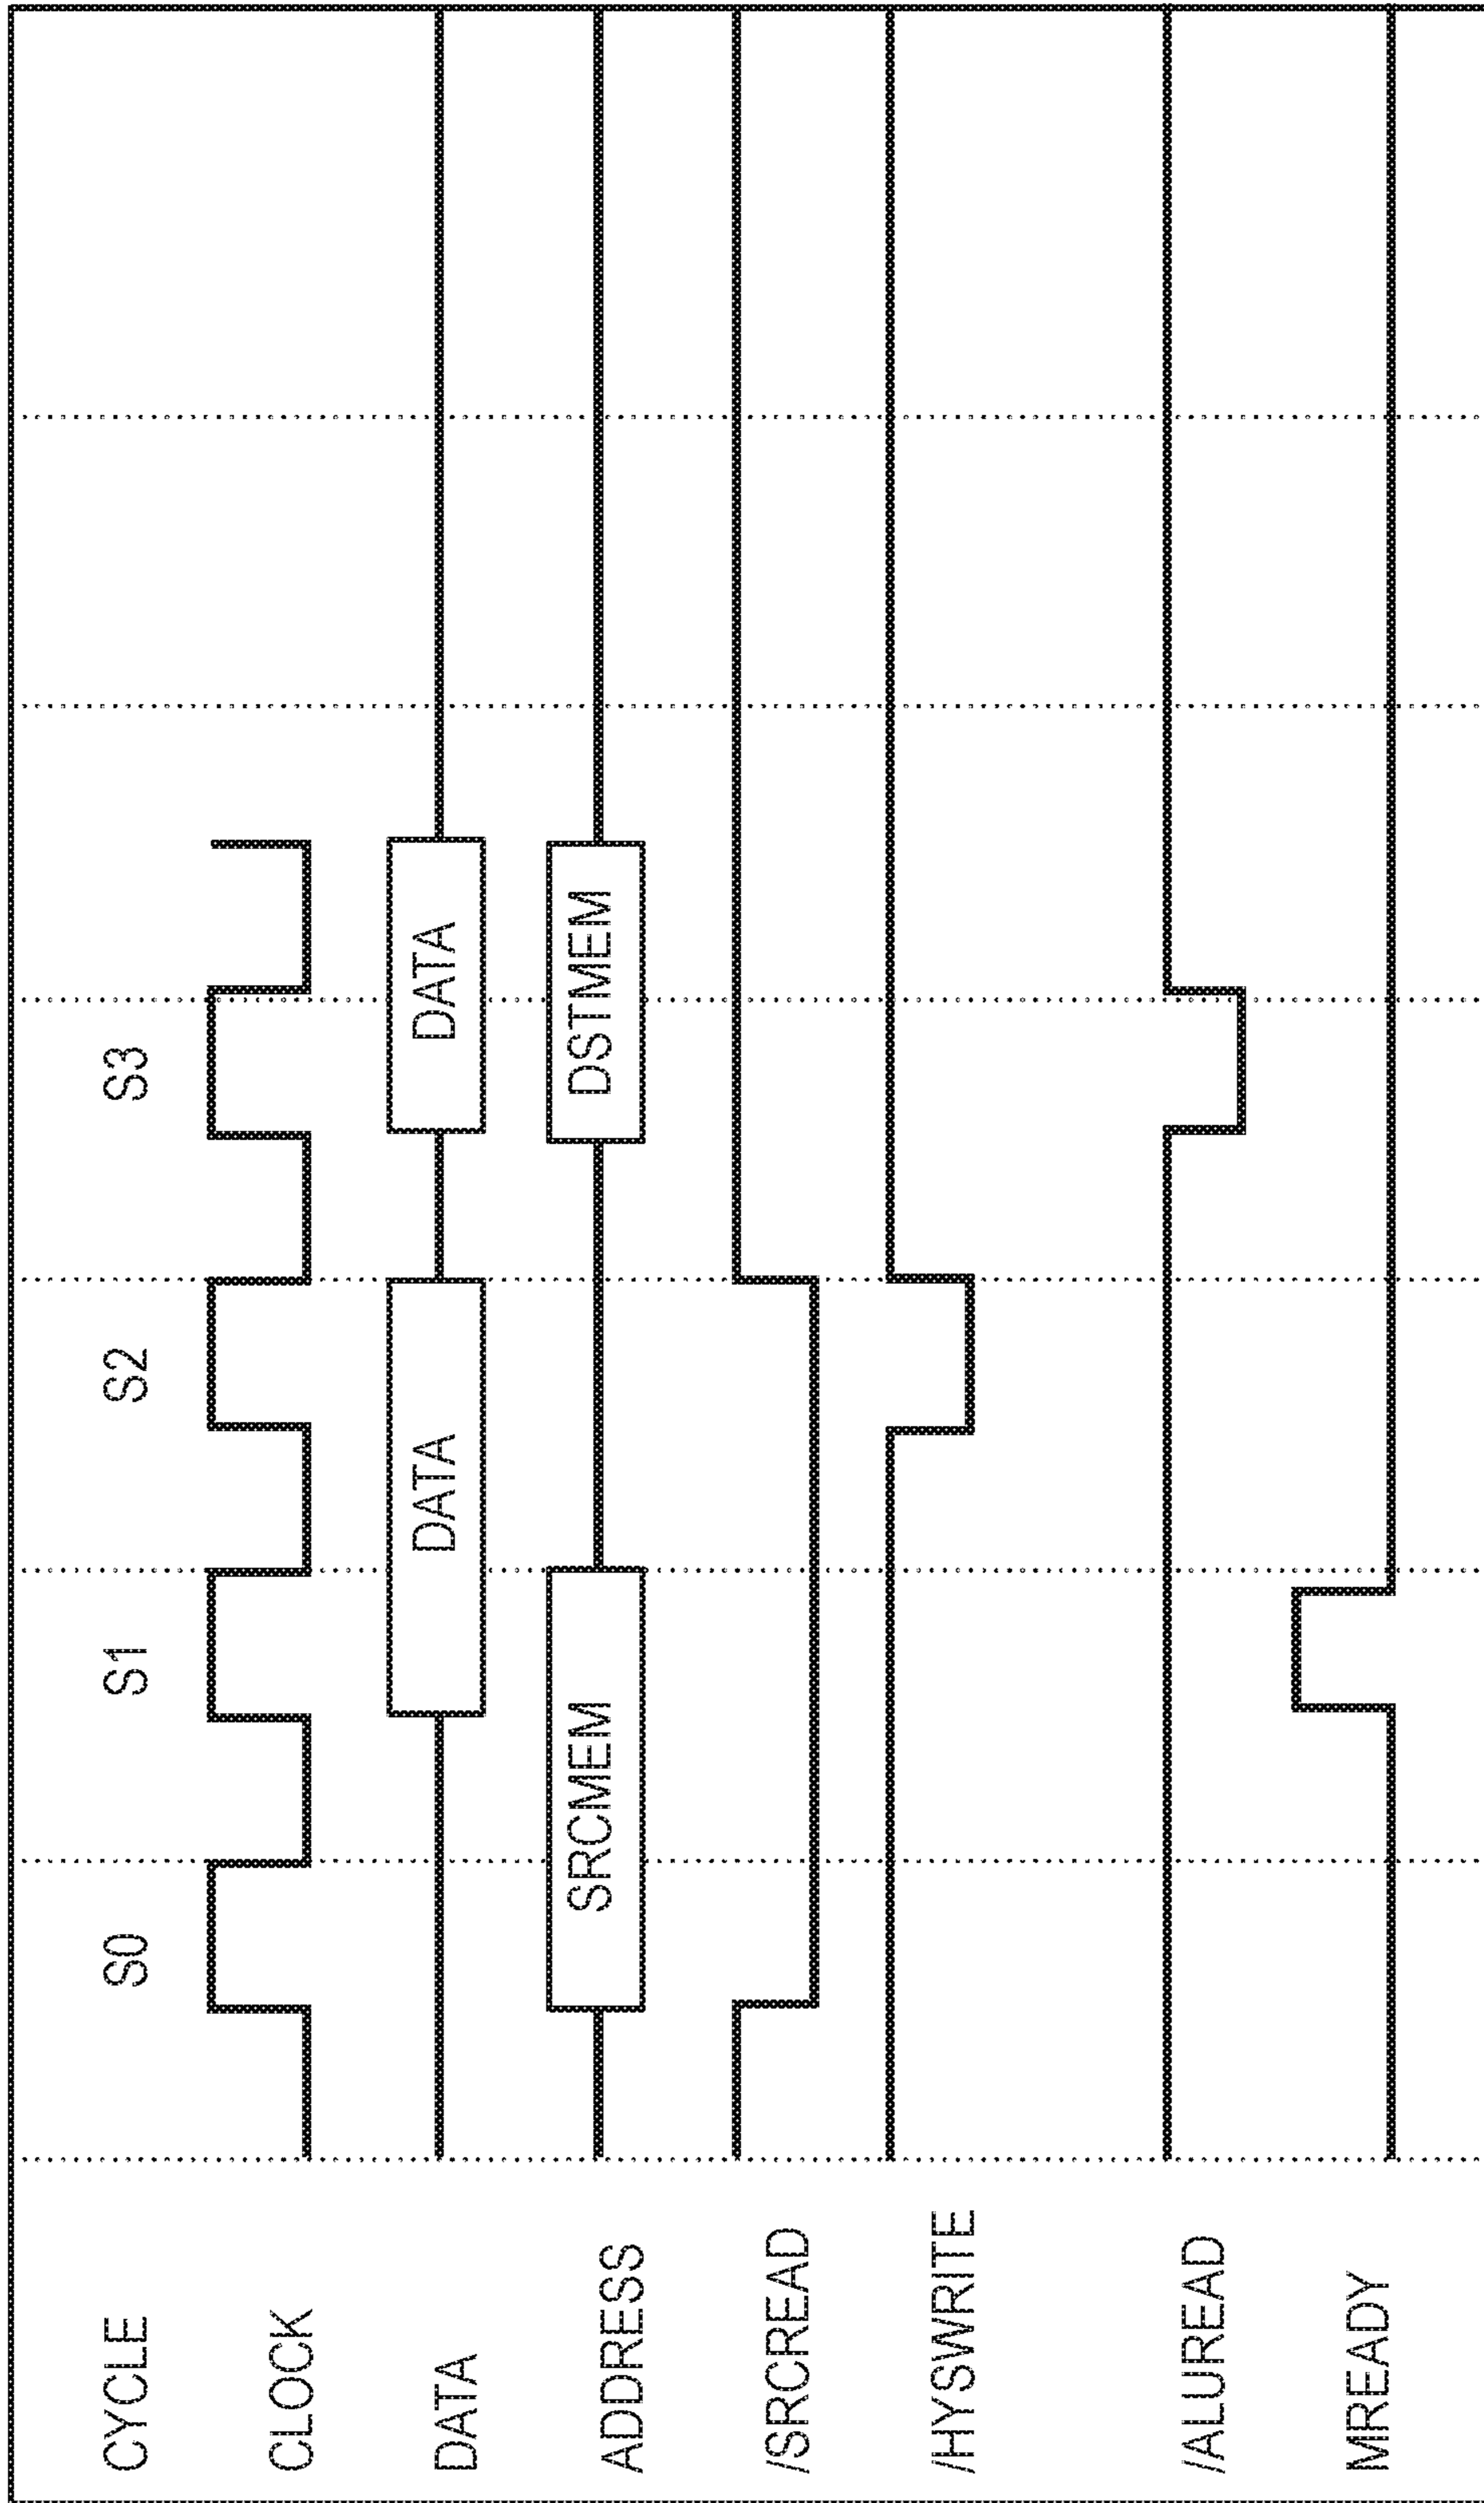 CYCLE S0 S1 S2 S3
CLOCK
DATA DATA DATA
ADDRESS SRCMEM DSTMEM
/SRCREAD
/HYSWRITE
/ALUREAD
MREADY